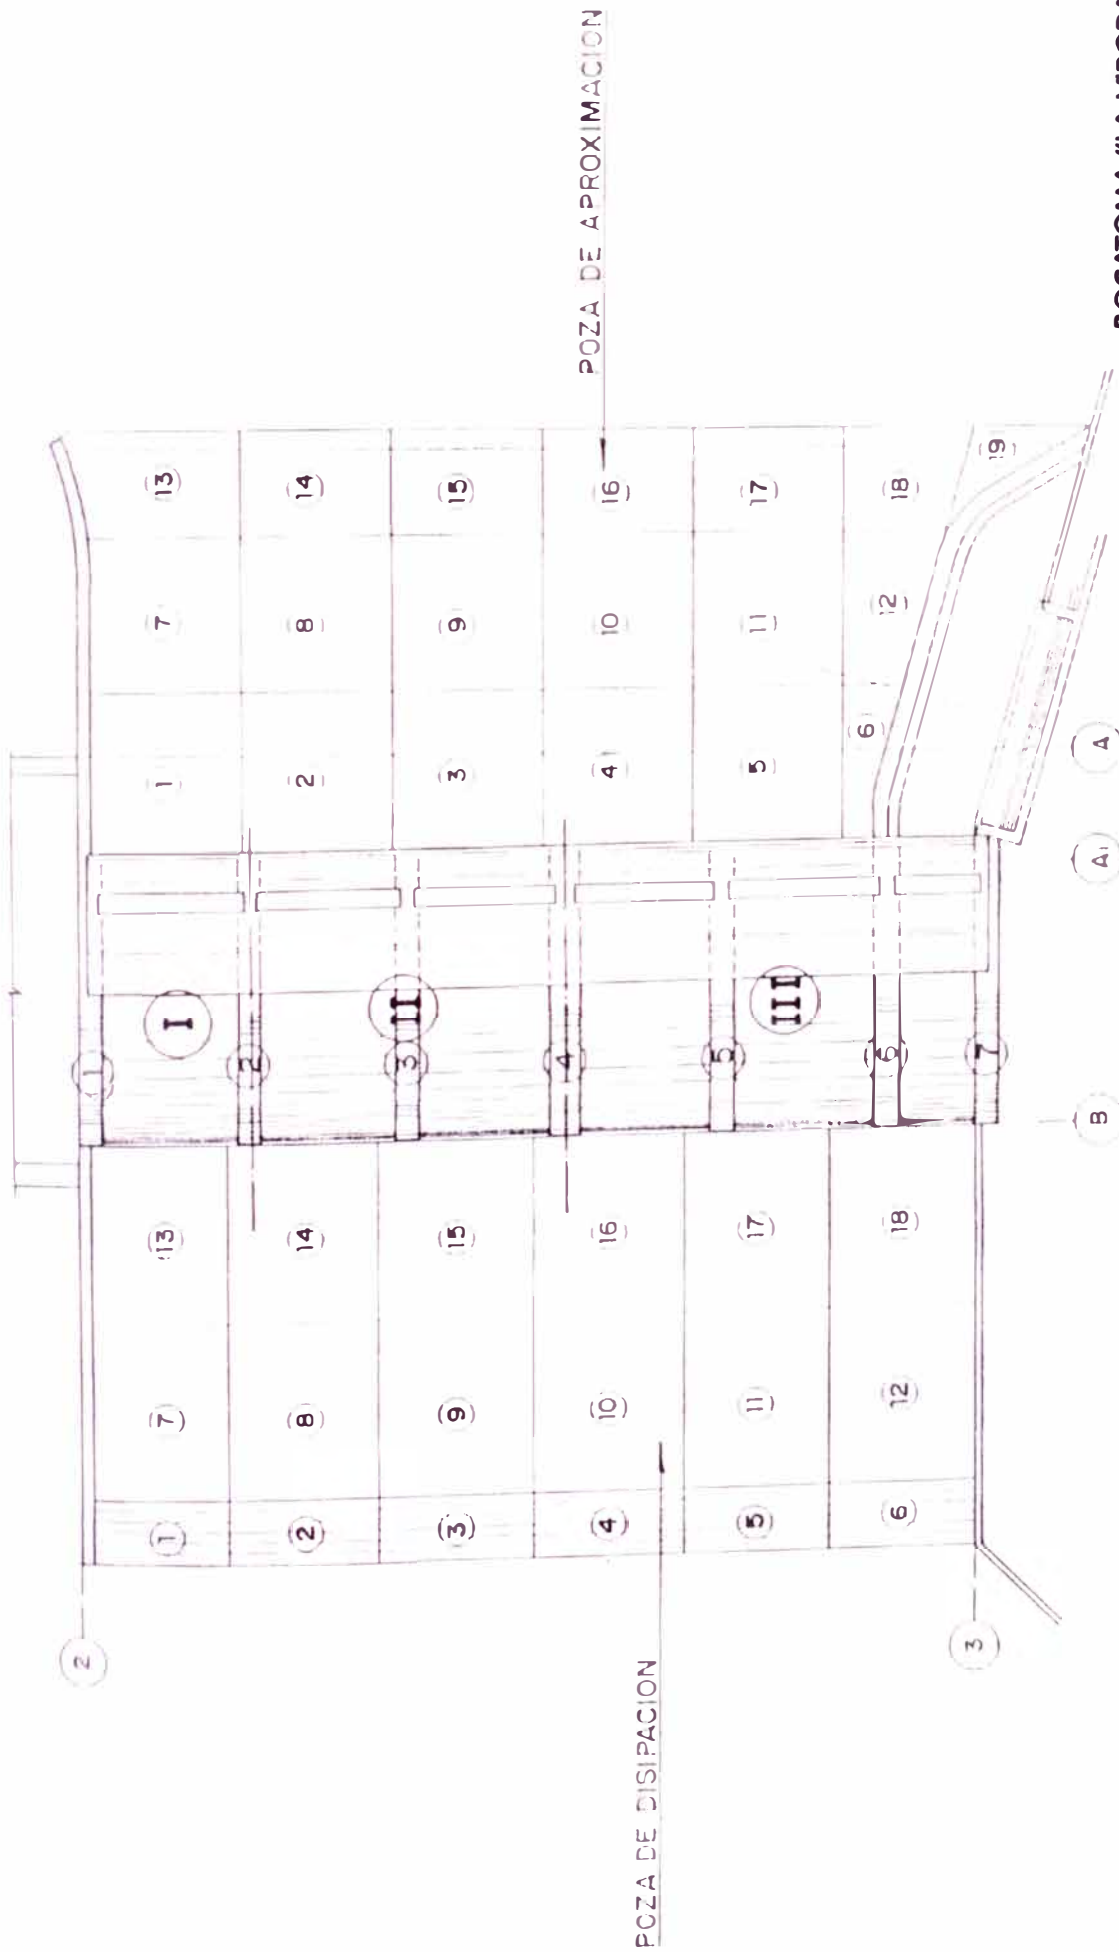 2 1
1 7 13 I 1 7 13
2
2 8 14 2 8 14
3 II
3 9 15 3 9 15
4
POZA DE APROXIMACION
4 10 16 4 10 16
POZA DE DISIPACION
5
5 11 17 III 5 11 17
6 12 18 6 6 12 18
3 7 19
B A1 A